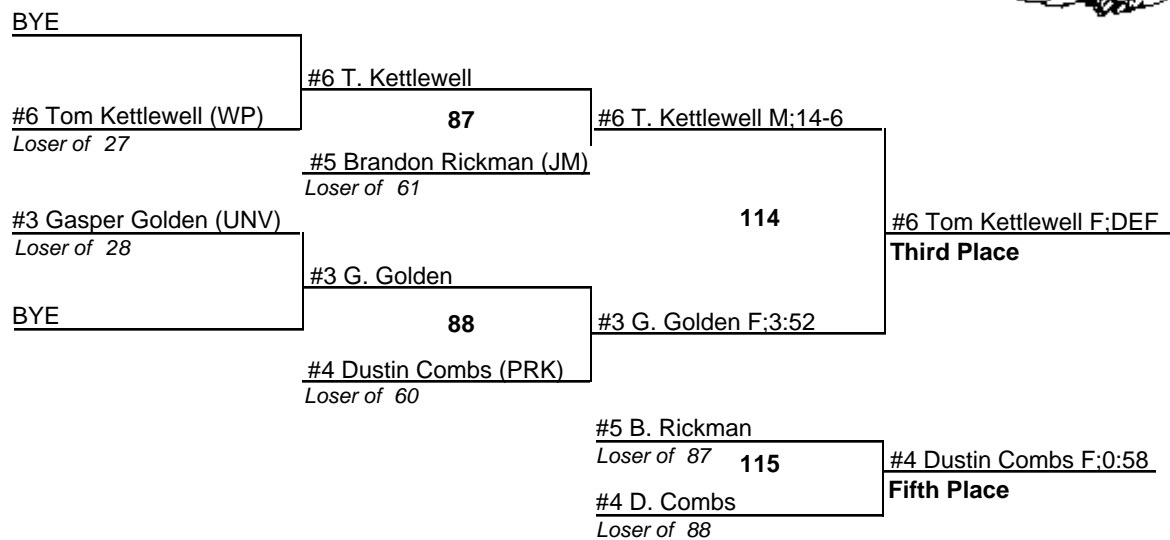 BYE
#6 T. Kettlewell
#6 Tom Kettlewell (WP)
Loser of 27
87
#6 T. Kettlewell M;14-6
#5 Brandon Rickman (JM)
Loser of 61
#3 Gasper Golden (UNV)
Loser of 28
114
#6 Tom Kettlewell F;DEF
Third Place
#3 G. Golden
BYE
88
#3 G. Golden F;3:52
#4 Dustin Combs (PRK)
Loser of 60
#5 B. Rickman
Loser of 87
115
#4 Dustin Combs F;0:58
Fifth Place
#4 D. Combs
Loser of 88